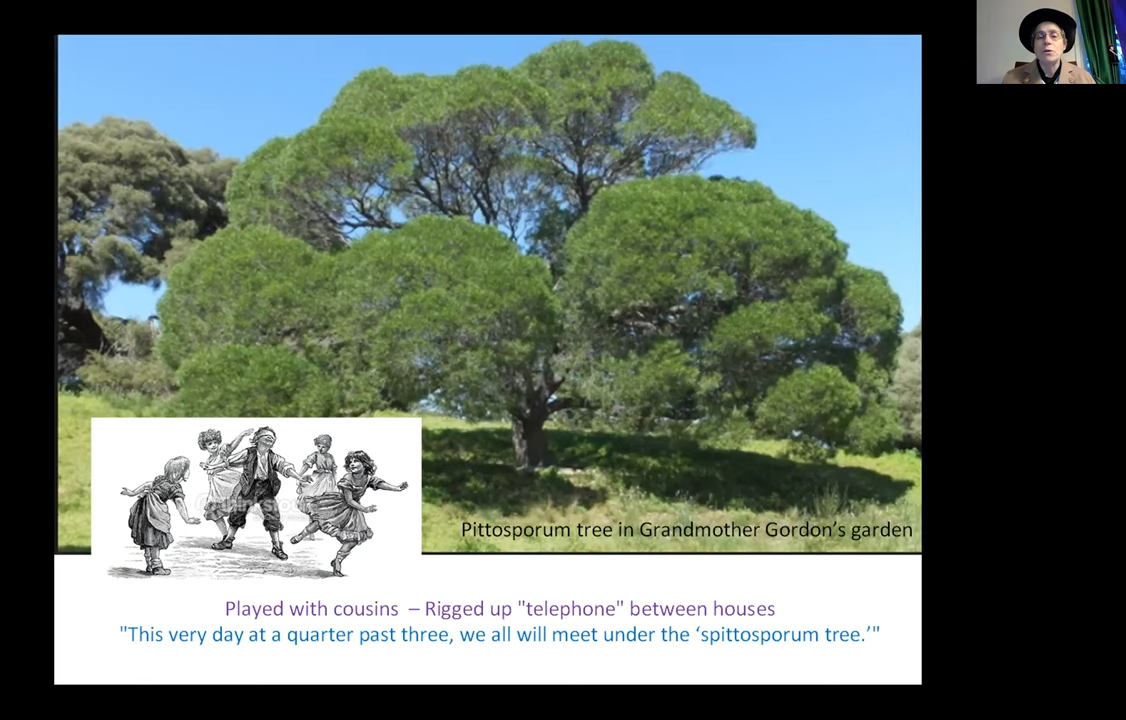 Pittosporum tree in Grandmother Gordon’s garden
Played with cousins – Rigged up "telephone" between houses
"This very day at a quarter past three, we all will meet under the ‘spittosporum tree.’"